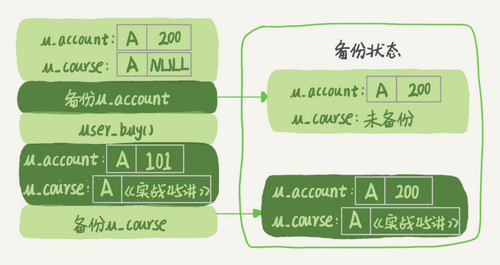 u_account: A 200
u_course: A NULL
备份u_account
user_buy()
u_account: A 101
u_course: A 《实战45讲》
备份u_course
备份状态
u_account: A 200
u_course: 未备份
u_account: A 200
u_course: A 《实战45讲》